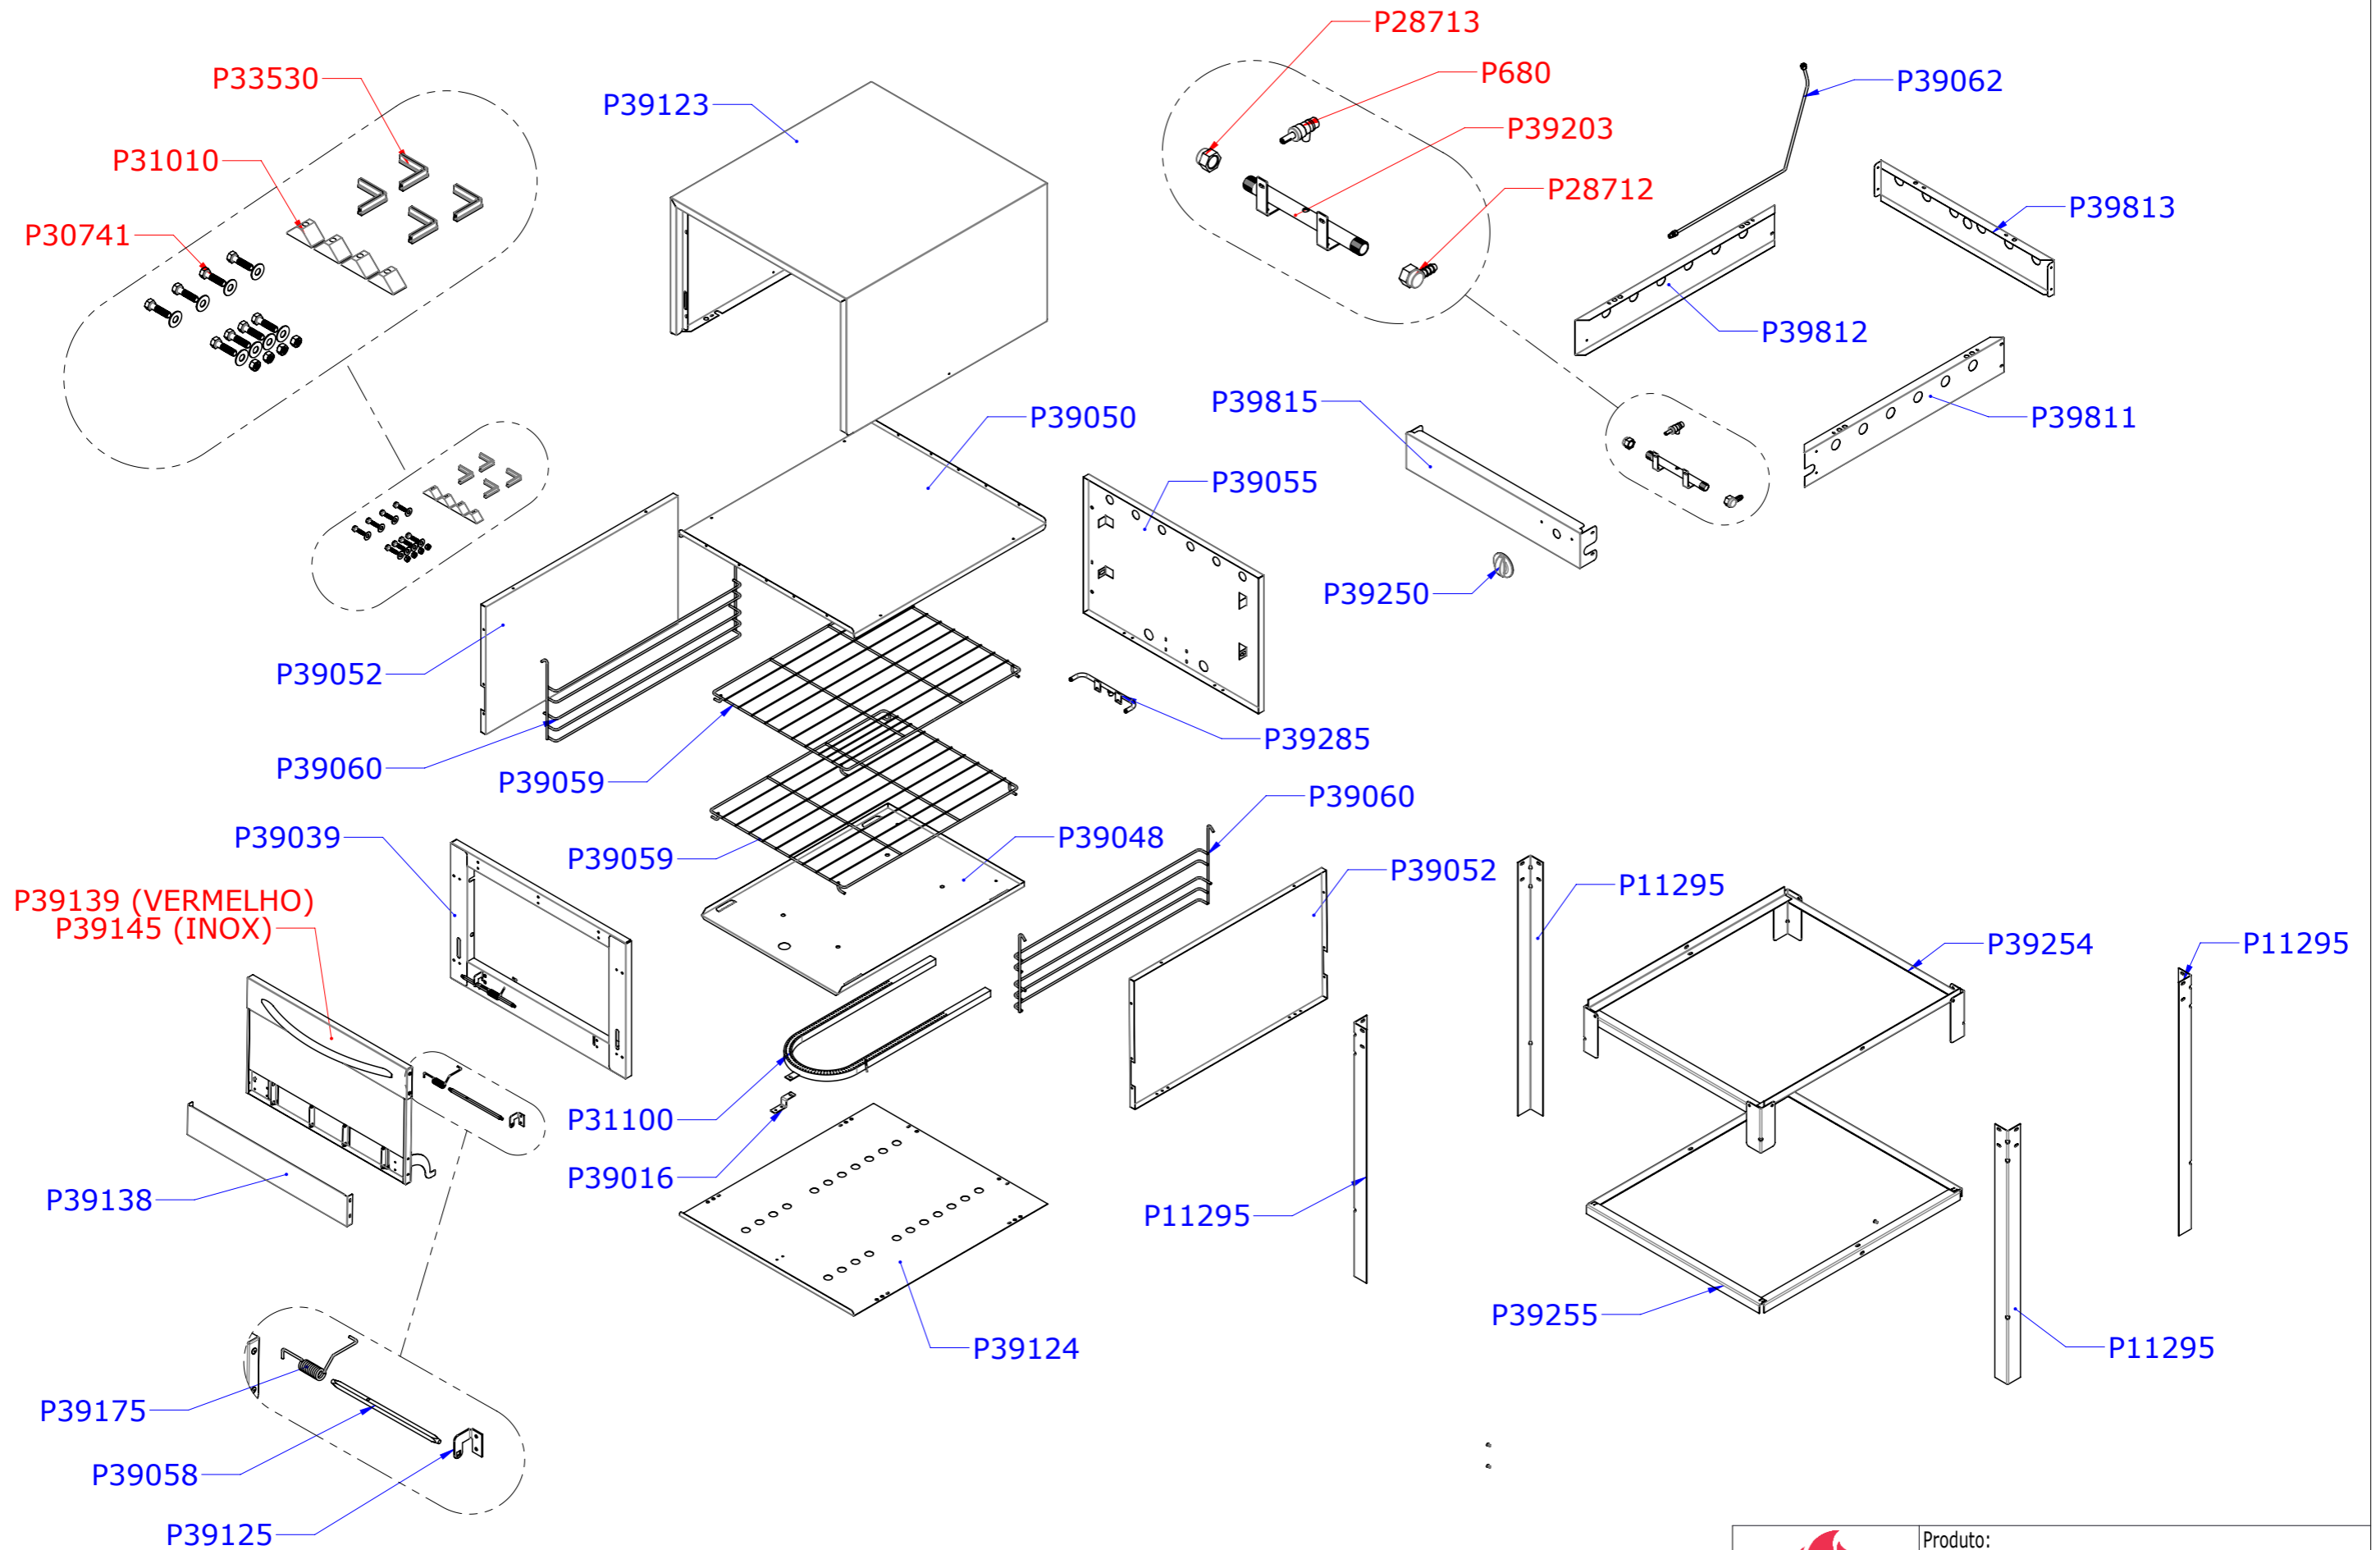 P28713
P33530
P680
P39062
P39123
P39203
P31010
P28712
P39813
P30741
P39812
P39815
P39050
P39811
P39055
P39250
P39052
P39285
P39060
P39059
P39060
P39039
P39059
P39048
P39052
P11295
P39139 (VERMELHO)
P39145 (INOX)
P39254
P11295
P31100
P39016
P39138
P11295
P39255
P39124
P11295
P39175
P39058
P39125
Produto: